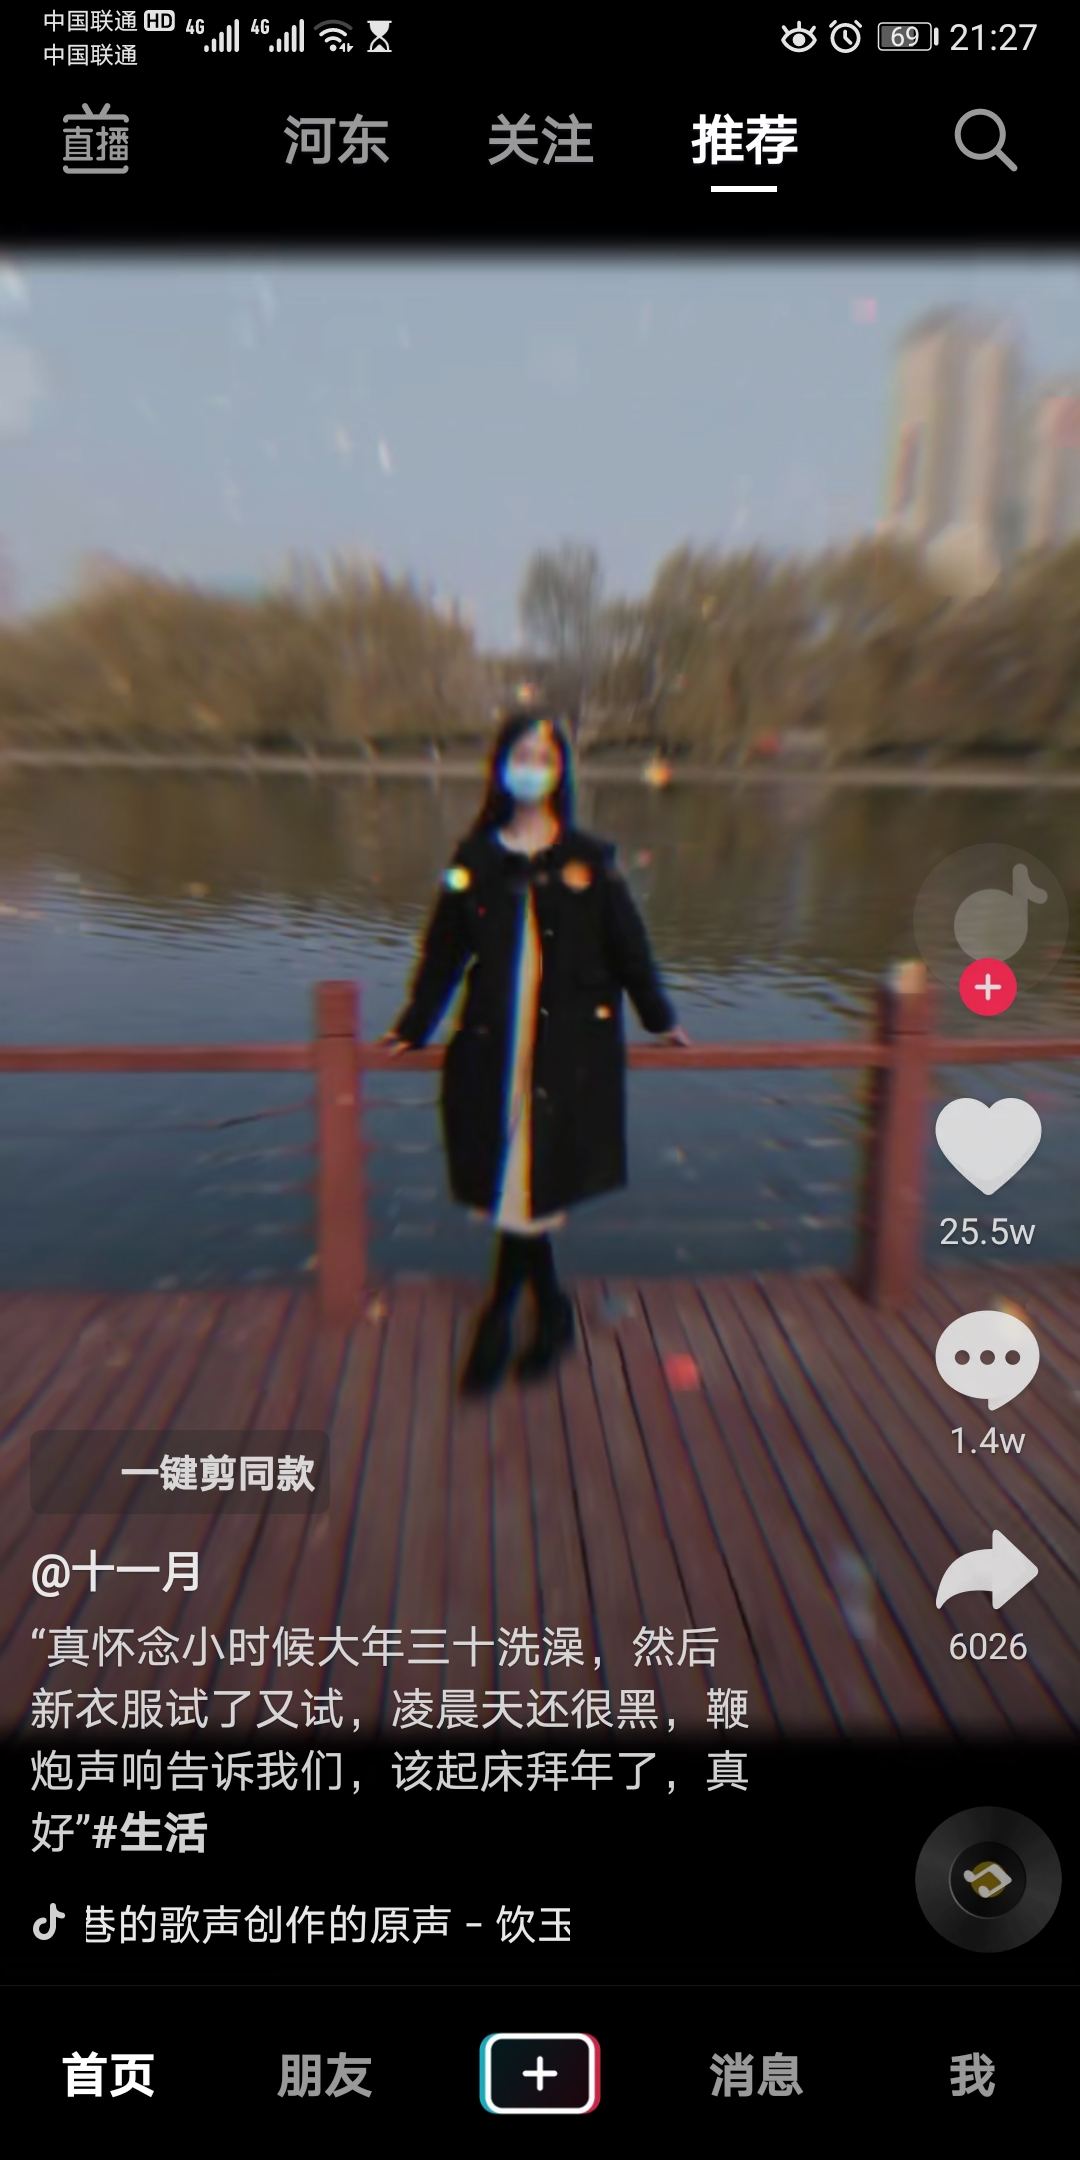 中国联通 HD 4G 4G 69 21:27
中国联通
直播 河东 关注 推荐
25.5w
1.4w
一键剪同款
@十一月
“真怀念小时候大年三十洗澡，然后
6026
新衣服试了又试，凌晨天还很黑，鞭
炮声响告诉我们，该起床拜年了，真
好”#生活
巷的歌声创作的原声 - 饮玉
首页 朋友 消息 我